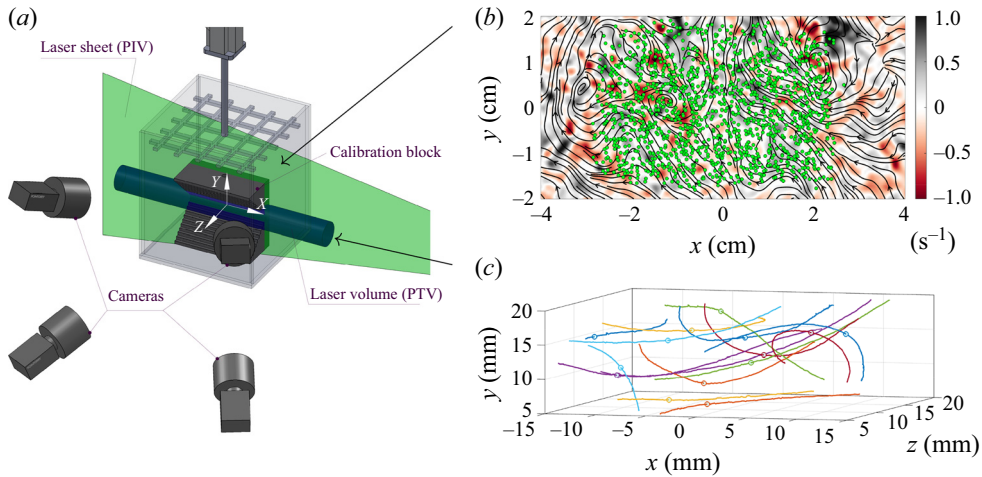 (a)
Laser sheet (PIV)
Calibration block
Y
X
Z
Laser volume (PTV)
Cameras
(b)
2
1
0
−1
−2
y (cm)
−4
−2
0
2
4
x (cm)
1.0
0.5
0
−0.5
−1.0
(s−1)
(c)
20
15
10
5
y (mm)
−15
−10
−5
0
5
10
15
x (mm)
5
10
15
20
z (mm)